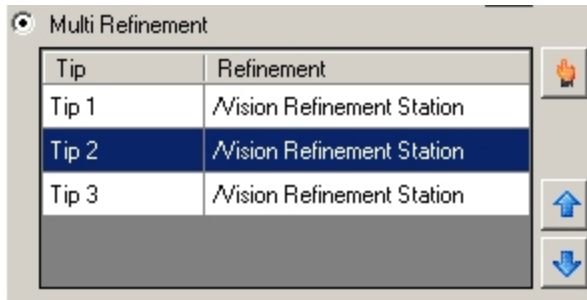 Multi Refinement
Tip Refinement
Tip 1 /Vision Refinement Station
Tip 2 /Vision Refinement Station
Tip 3 /Vision Refinement Station